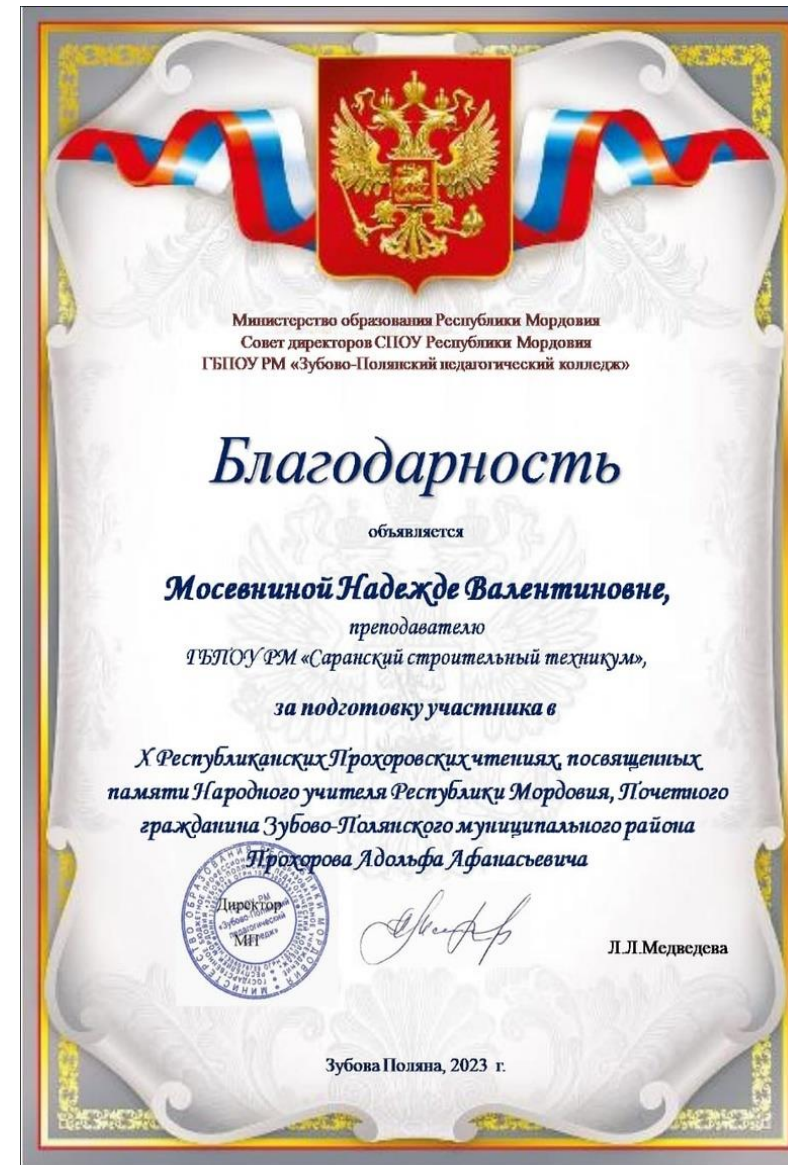 Министерство образования Республики Мордовия
Совет директоров СПОУ Республики Мордовия
ГБПОУ РМ «Зубово-Полянский педагогический колледж»
Благодарность
объявляется
Мосевниной Надежде Валентиновне,
преподавателю
ГБПОУ РМ «Саранский строительный техникум»,
за подготовку участника в
X Республиканских Прохоровских чтениях, посвященных
памяти Народного учителя Республики Мордовия, Почетного
гражданина Зубово-Полянского муниципального района
Прохорова Адольфа Афанасьевича
Директор
МП
Л.Л.Медведева
Зубова Поляна, 2023 г.